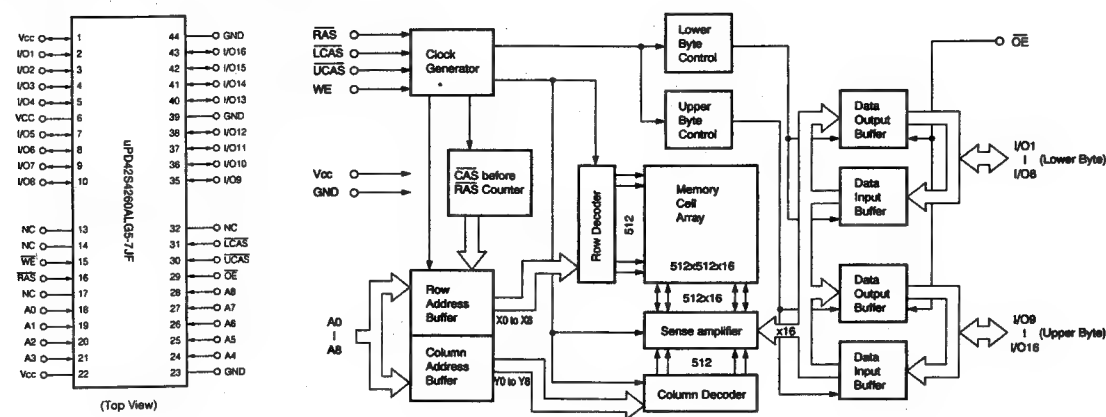 Vcc 1
I/O1 2
I/O2 3
I/O3 4
I/O4 5
VCC 6
I/O5 7
I/O6 8
I/O7 9
I/O8 10
NC 13
NC 14
WE 15
RAS 16
NC 17
A0 18
A1 19
A2 20
A3 21
Vcc 22
uPD42S4260ALG5-7JF
44 GND
43 I/O16
42 I/O15
41 I/O14
40 I/O13
39 GND
38 I/O12
37 I/O11
36 I/O10
35 I/O9
32 NC
31 LCAS
30 UCAS
29 OE
28 A8
27 A7
26 A6
25 A5
24 A4
23 GND
(Top View)
RAS
LCAS
UCAS
WE
Clock
Generator
Lower
Byte
Control
Upper
Byte
Control
OE
Vcc
GND
CAS before
RAS Counter
Row Decoder
512
Memory
Cell
Array
512x512x16
512x16
Sense amplifier
x16
512
Column Decoder
A0
A8
Row
Address
Buffer
X0 to X8
Column
Address
Buffer
Y0 to Y8
Data
Output
Buffer
Data
Input
Buffer
I/O1
I/O8
(Lower Byte)
Data
Output
Buffer
Data
Input
Buffer
I/O9
I/O16
(Upper Byte)